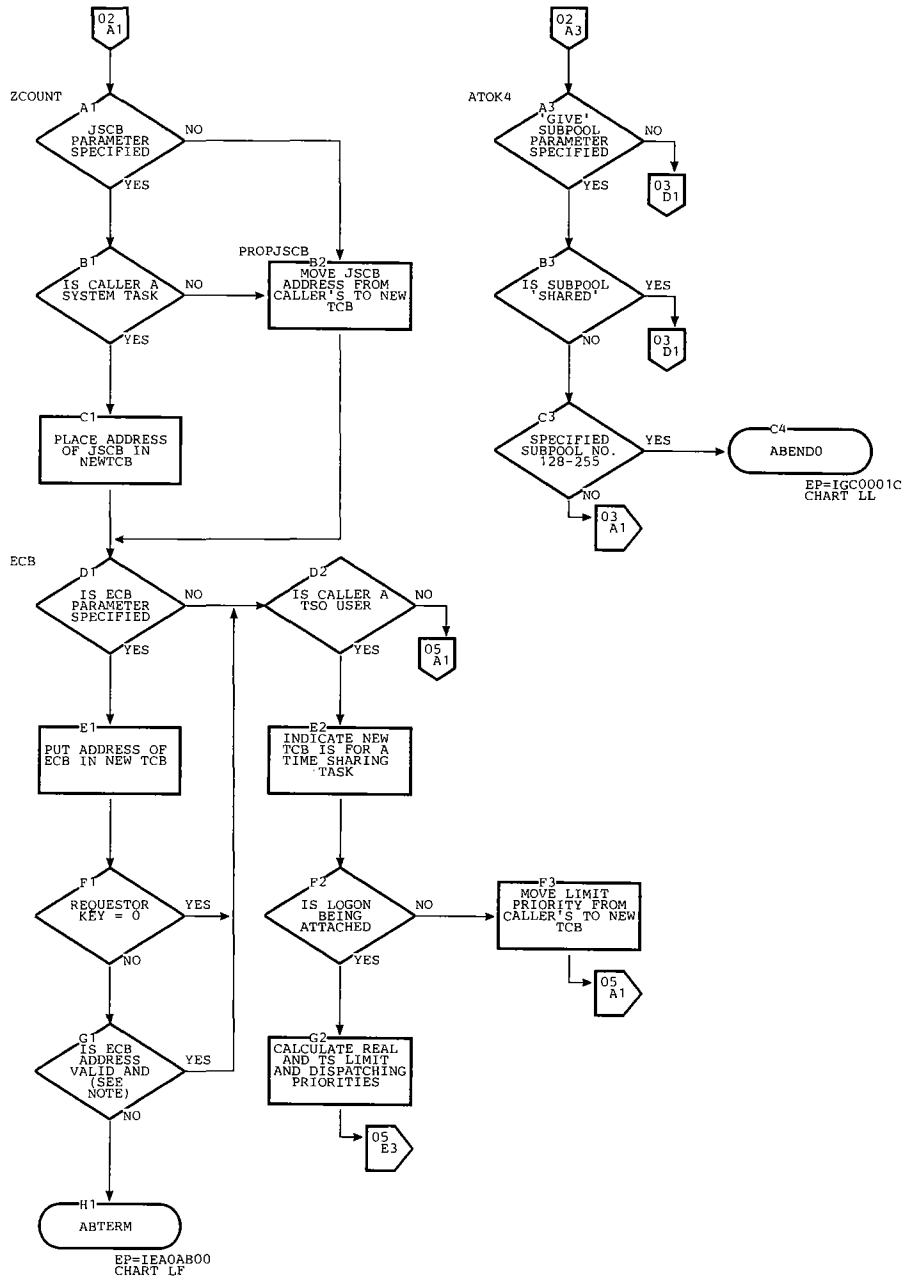 02
A1
ZCOUNT
A1
JSCB
PARAMETER
SPECIFIED
NO
YES
B1
IS CALLER A
SYSTEM TASK
NO
YES
PROPJSCB
B2
MOVE JSCB
ADDRESS FROM
CALLER'S TO NEW
TCB
C1
PLACE ADDRESS
OF JSCB IN
NEWTCB
ECB
D1
IS ECB
PARAMETER
SPECIFIED
NO
YES
D2
IS CALLER A
TSO USER
NO
YES
05
A1
E1
PUT ADDRESS OF
ECB IN NEW TCB
E2
INDICATE NEW
TCB IS FOR A
TIME SHARING
TASK
F1
REQUESTOR
KEY = 0
YES
NO
F2
IS LOGON
BEING
ATTACHED
NO
YES
F3
MOVE LIMIT
PRIORITY FROM
CALLER'S TO NEW
TCB
05
A1
G1
IS ECB
ADDRESS
VALID AND
(SEE
NOTE)
YES
NO
G2
CALCULATE REAL
AND TS LIMIT
AND DISPATCHING
PRIORITIES
05
E3
H1
ABTERM
EP=IEA0AB00
CHART LF
02
A3
ATOK4
A3
'GIVE'
SUBPOOL
PARAMETER
SPECIFIED
NO
YES
03
D1
B3
IS SUBPOOL
'SHARED'
YES
NO
03
D1
C3
SPECIFIED
SUBPOOL NO.
128-255
YES
NO
03
A1
C4
ABEND0
EP=IGC0001C
CHART LL